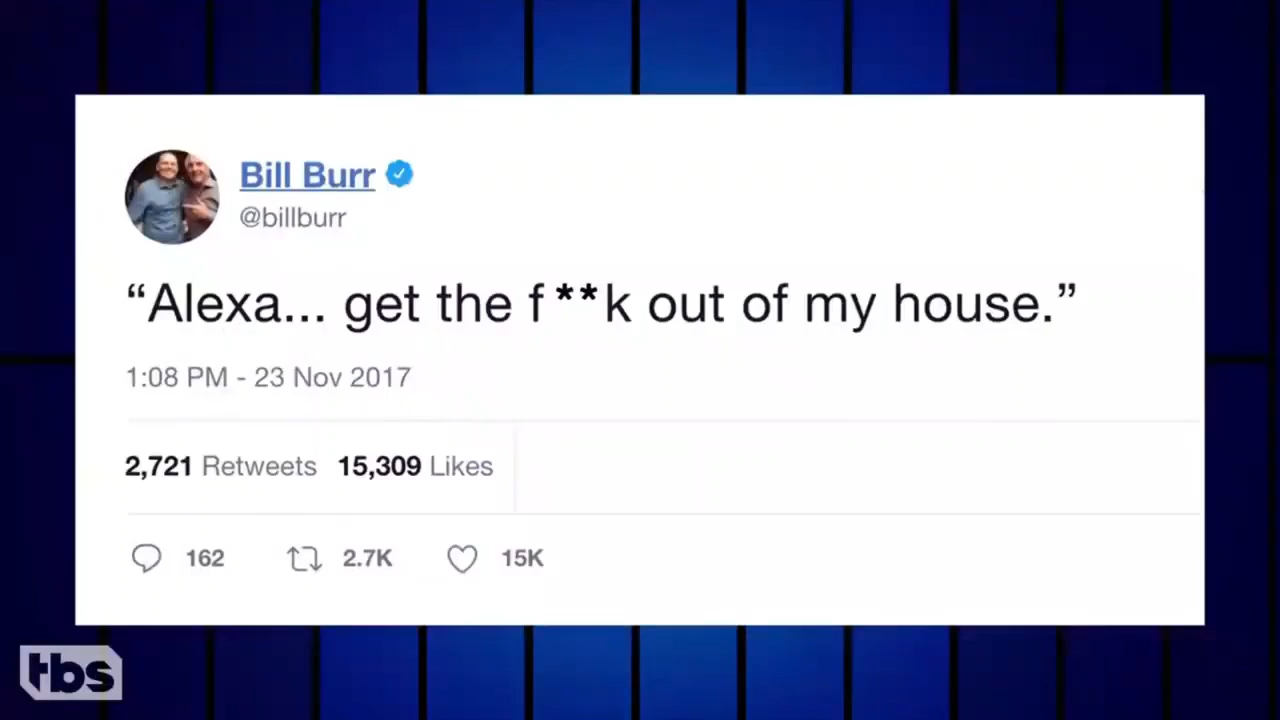 Bill Burr
@billburr
“Alexa... get the f**k out of my house.”
1:08 PM - 23 Nov 2017
2,721 Retweets 15,309 Likes
162 2.7K 15K
tbs